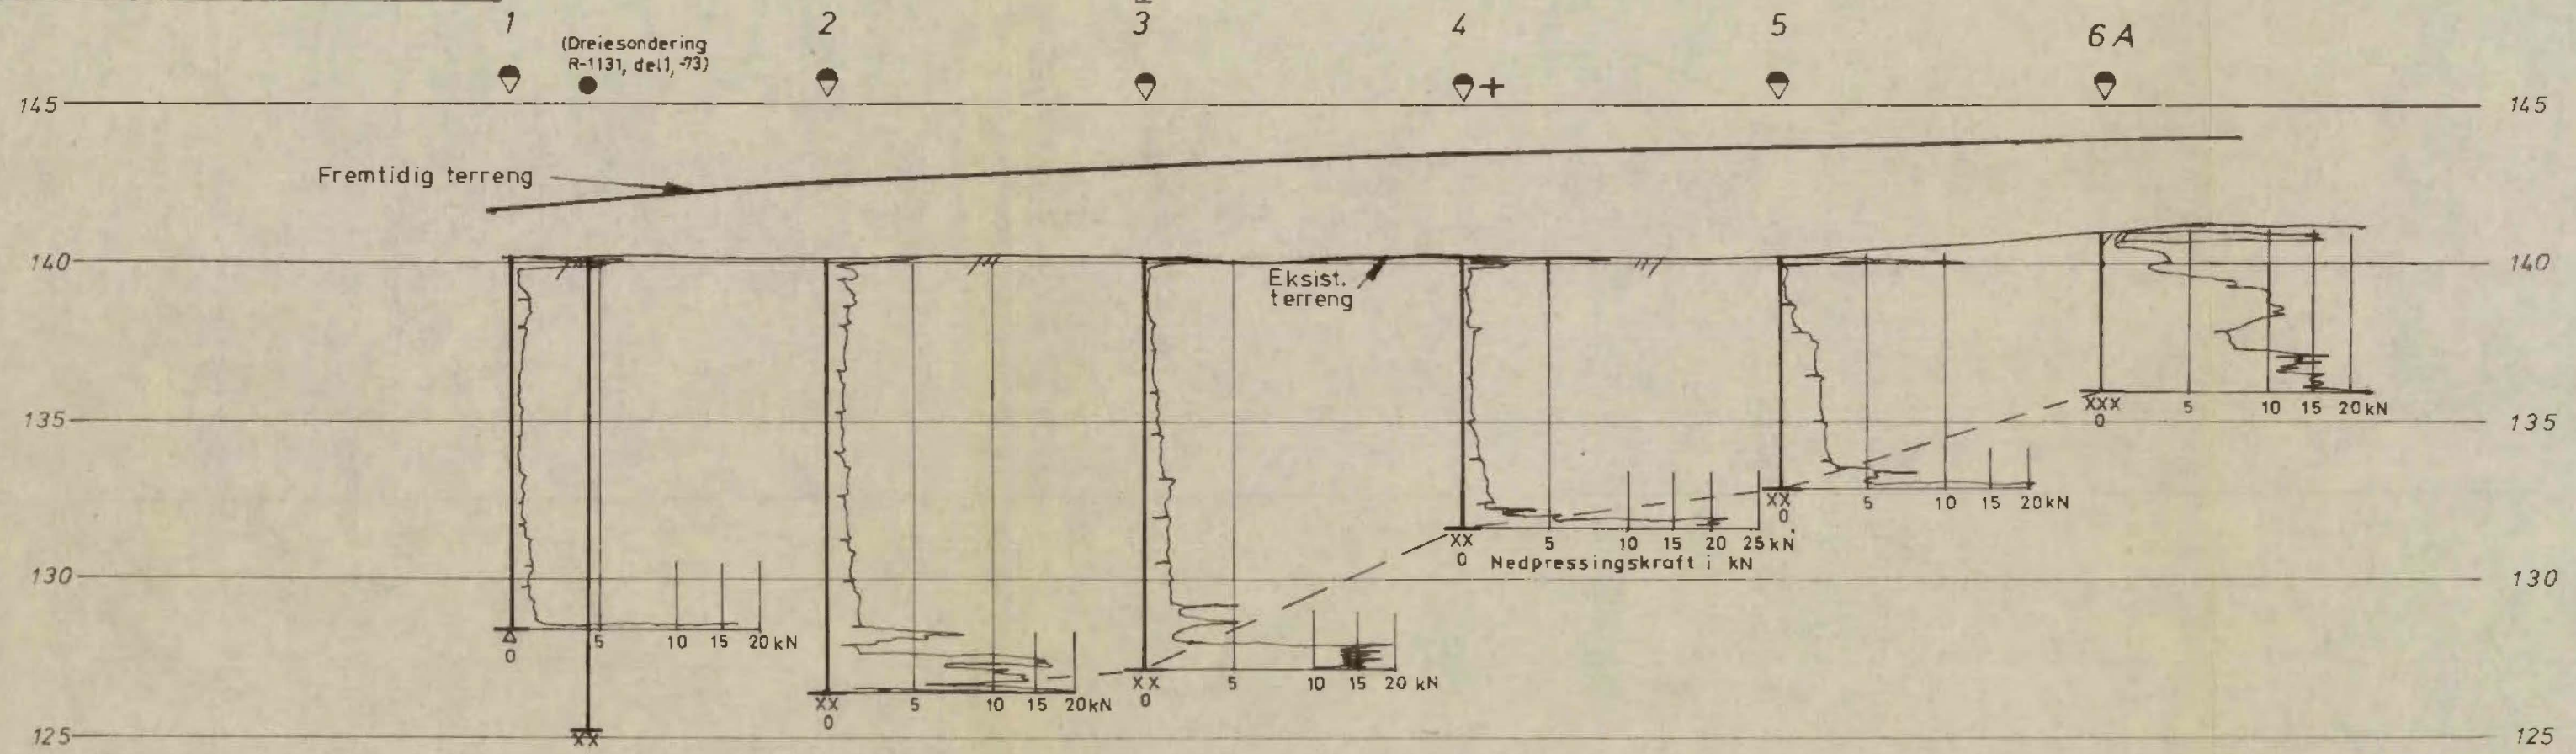 1
(Dreiesondering
R-1131, del1, -73)
2
3
4
5
6A
145
145
Fremtidig terreng
140
Eksist.
terreng
140
135
135
XXX
0
5
10
15
20 kN
XX
0
5
10
15
20 kN
XX
0
5
10
15
20
25 kN
Nedpressingskraft i kN
130
130
0
5
10
15
20 kN
XX
0
5
10
15
20 kN
XX
0
5
10
15
20 kN
125
XX
125